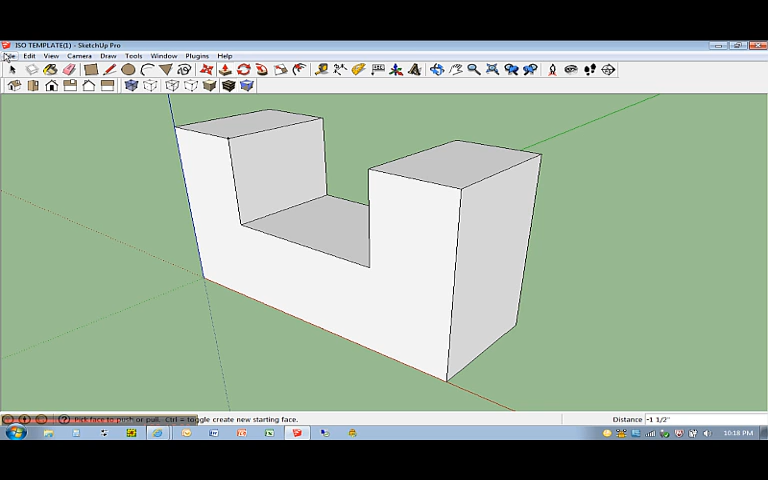 ISO TEMPLATE(1) - SketchUp Pro
Edit View Camera Draw Tools Window Plugins Help
Pick face to push or pull. Ctrl = toggle create new starting face. Distance -1 1/2"
10:18 PM